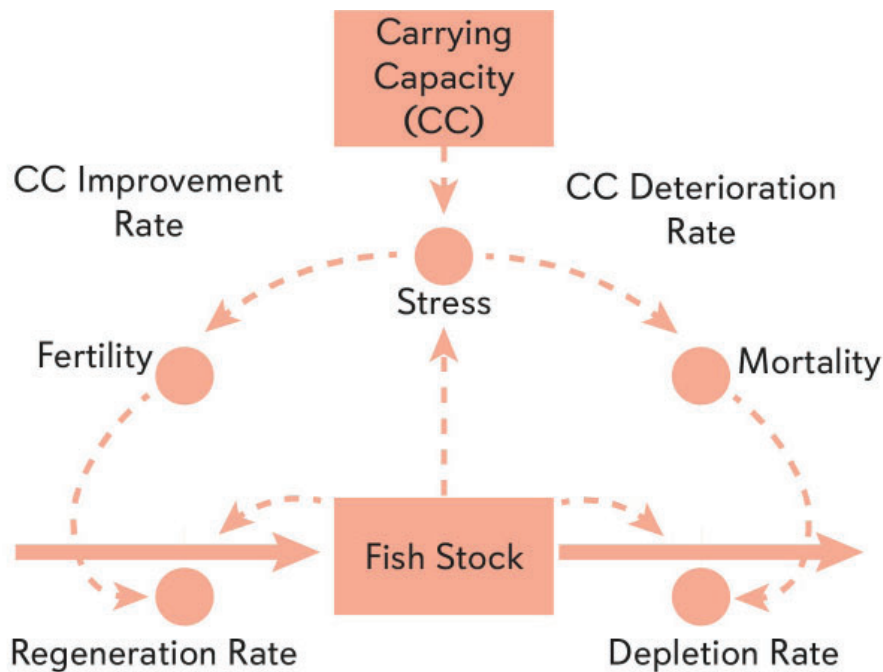 Carrying
Capacity
(CC)
CC Improvement
Rate
CC Deterioration
Rate
Stress
Fertility
Mortality
Fish Stock
Regeneration Rate
Depletion Rate